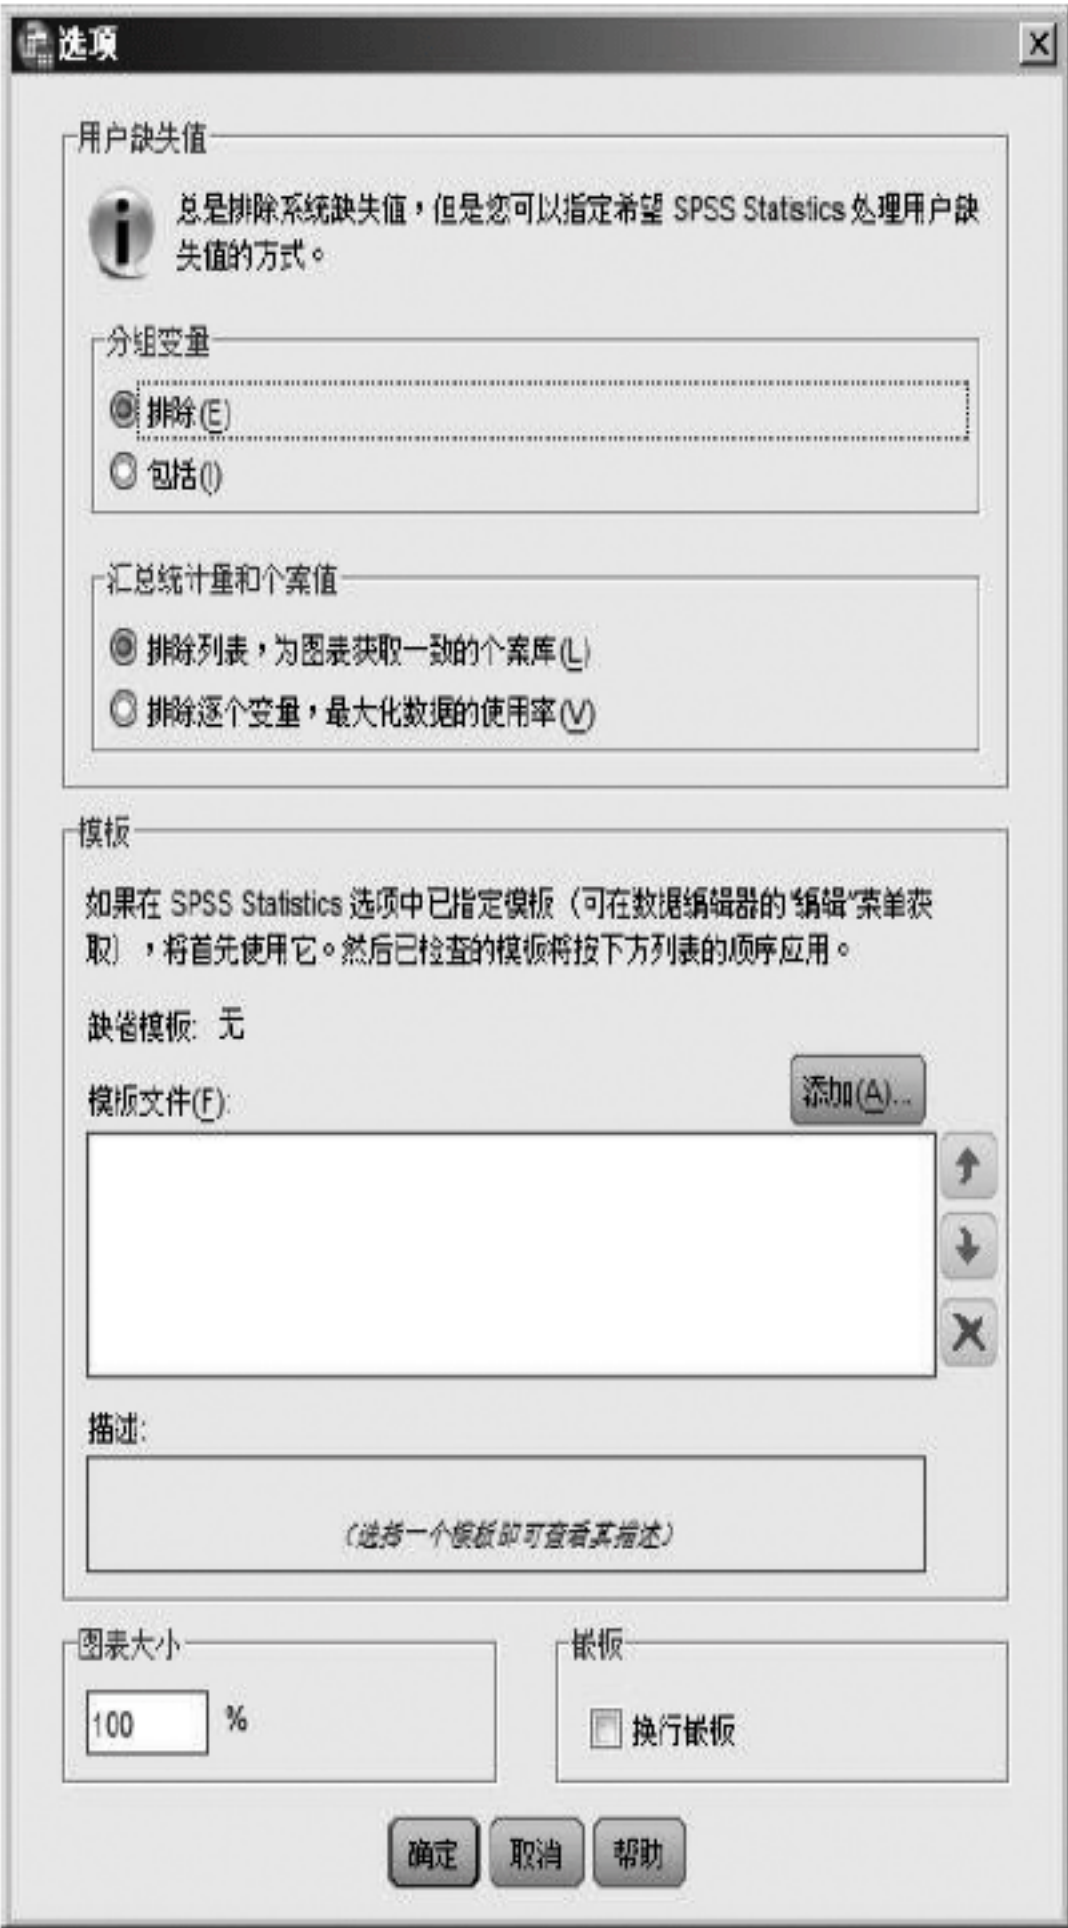 选项
用户缺失值
总是排除系统缺失值，但是您可以指定希望 SPSS Statistics 处理用户缺
失值的方式。
分组变量
排除(E)
包括(I)
汇总统计量和个案值
排除列表，为图表获取一致的个案库(L)
排除逐个变量，最大化数据的使用率(V)
模板
如果在 SPSS Statistics 选项中已指定模板（可在数据编辑器的“编辑”菜单获
取），将首先使用它。然后已检查的模板将按下方列表的顺序应用。
缺省模板: 无
模版文件(F):
添加(A)...
描述:
（选择一个模板即可查看其描述）
图表大小
100 %
嵌板
换行嵌板
确定 取消 帮助